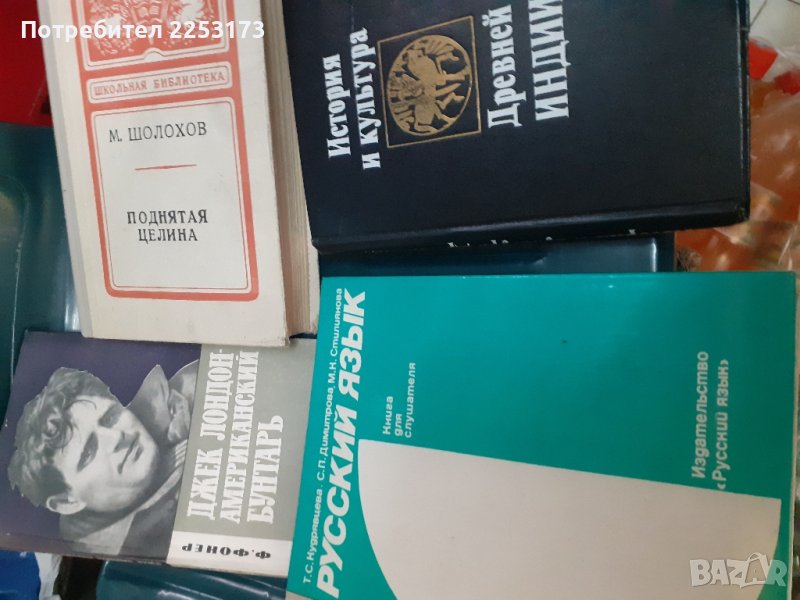 Потребител 2253173
ШКОЛЬНАЯ БИБЛИОТЕКА
М. ШОЛОХОВ
ПОДНЯТАЯ
ЦЕЛИНА
История
и культура
Древней
ИНДИИ
Ф. ФОНЕР
ДЖЕК ЛОНДОН-
АМЕРИКАНСКИЙ
БУНТАРЬ
Т.С.Кудрявцева. С.П.Димитрова, М.Н.Стилиянова
РУССКИЙ ЯЗЫК
Книга
для
слушателя
Издательство
«Русский язык»
BAZAR